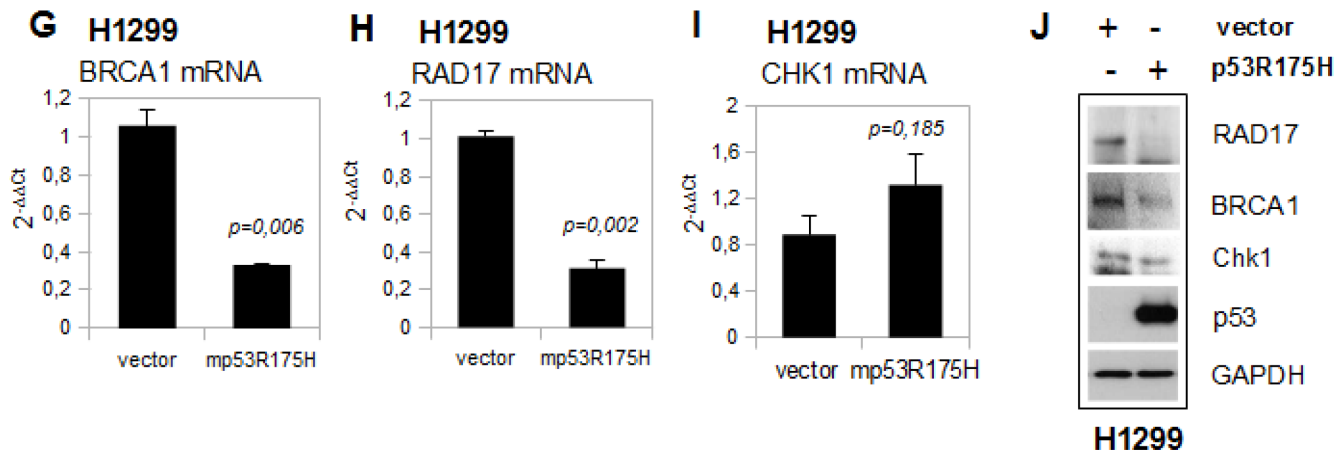 G H1299
BRCA1 mRNA
1,2
1
0,8
0,6
0,4
0,2
0
2-ΔΔCt
p=0,006
vector mp53R175H
H H1299
RAD17 mRNA
1,2
1
0,8
0,6
0,4
0,2
0
2-ΔΔCt
p=0,002
vector mp53R175H
I H1299
CHK1 mRNA
2
1,6
1,2
0,8
0,4
0
2-ΔΔCt
p=0,185
vector mp53R175H
J + - vector
- + p53R175H
RAD17
BRCA1
Chk1
p53
GAPDH
H1299